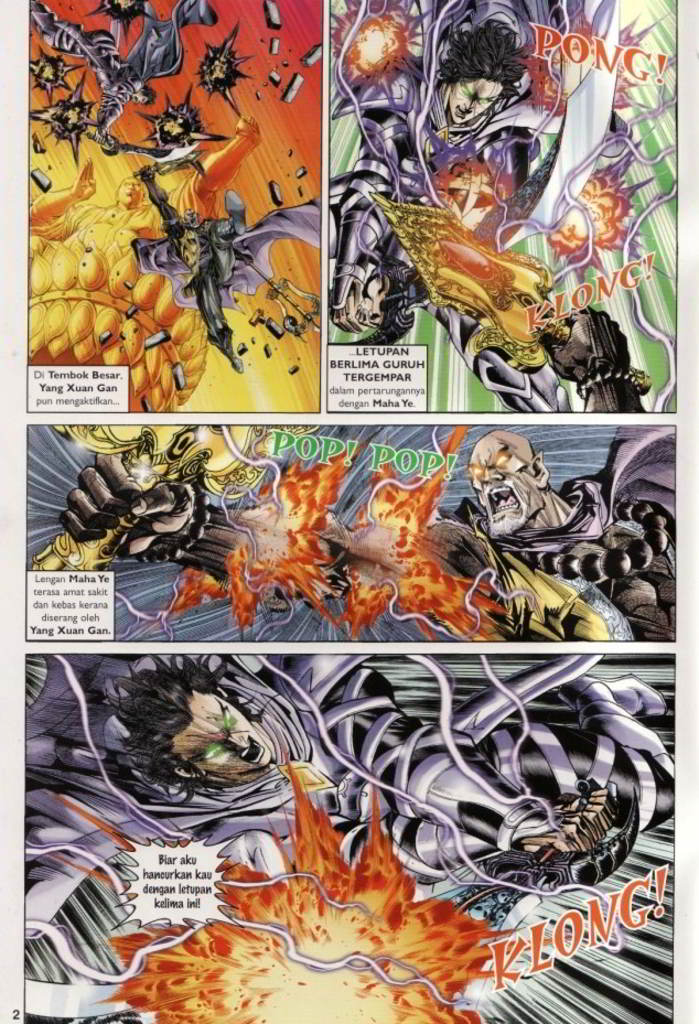 Di Tembok Besar,
Yang Xuan Gan
pun mengaktifkan...
PONG!
KLONG!
...LETUPAN
BERLIMA GURUH
TERGEMPAR
dalam pertarungannya
dengan Maha Ye.
POP! POP!
Lengan Maha Ye
terasa amat sakit
dan kebas kerana
diserang oleh
Yang Xuan Gan.
Biar aku
hancurkan kau
dengan letupan
kelima ini!
KLONG!
2